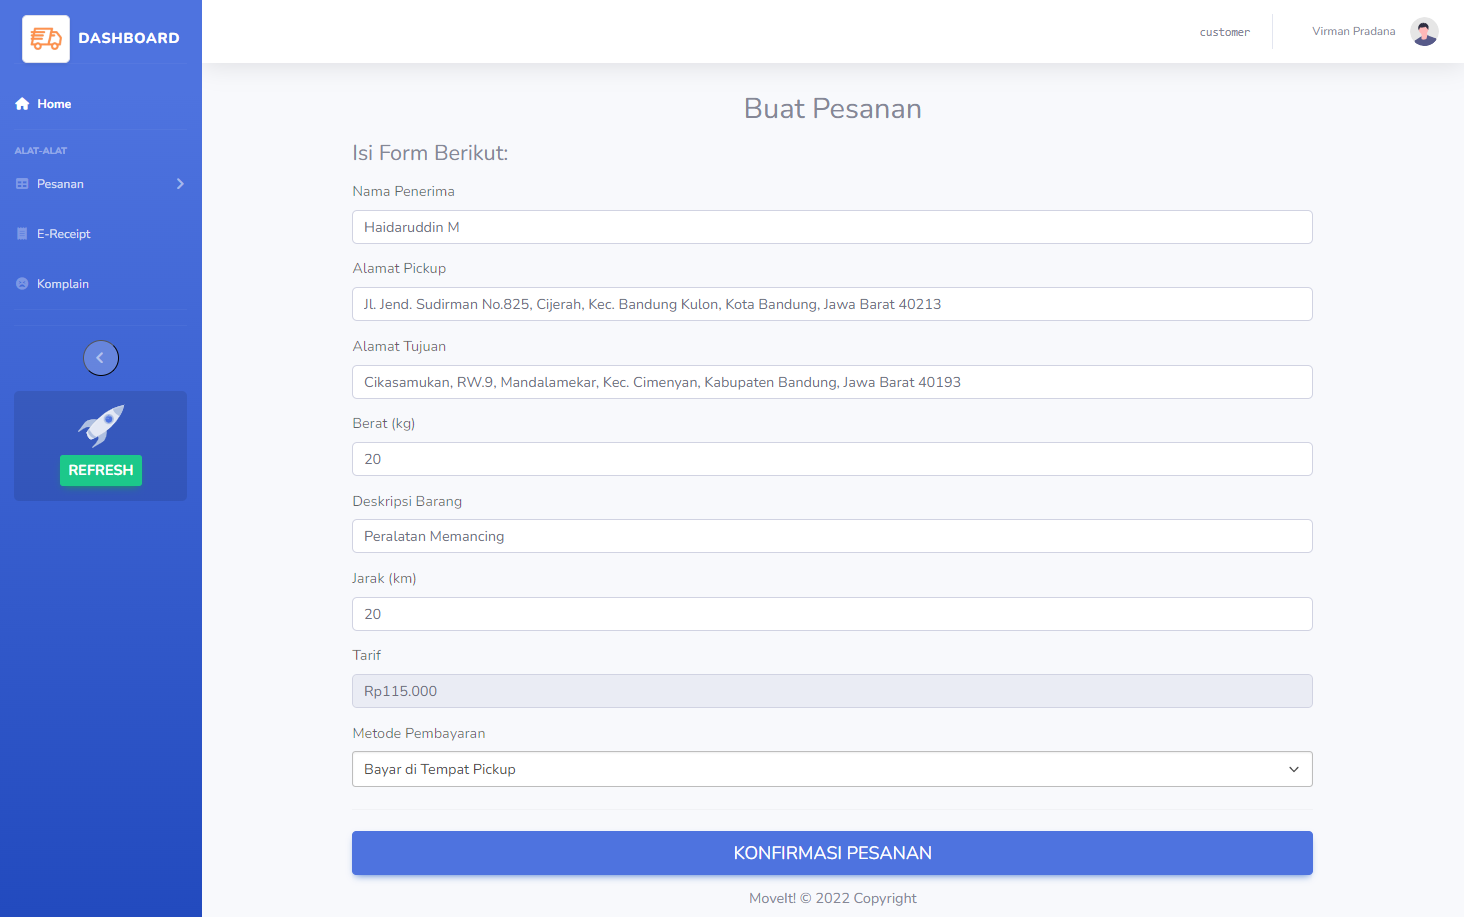 DASHBOARD
customer
Virman Pradana
Home
ALAT-ALAT
Pesanan
E-Receipt
Komplain
REFRESH
Buat Pesanan
Isi Form Berikut:
Nama Penerima
Haidaruddin M
Alamat Pickup
Jl. Jend. Sudirman No.825, Cijerah, Kec. Bandung Kulon, Kota Bandung, Jawa Barat 40213
Alamat Tujuan
Cikasamukan, RW.9, Mandalamekar, Kec. Cimenyan, Kabupaten Bandung, Jawa Barat 40193
Berat (kg)
20
Deskripsi Barang
Peralatan Memancing
Jarak (km)
20
Tarif
Rp115.000
Metode Pembayaran
Bayar di Tempat Pickup
KONFIRMASI PESANAN
MoveIt! © 2022 Copyright